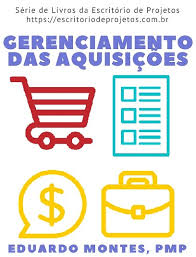 Série de Livros da Escritório de Projetos
https://escritoriodeprojetos.com.br
GERENCIAMENTO
DAS AQUISIÇÕES
$
EDUARDO MONTES, PMP